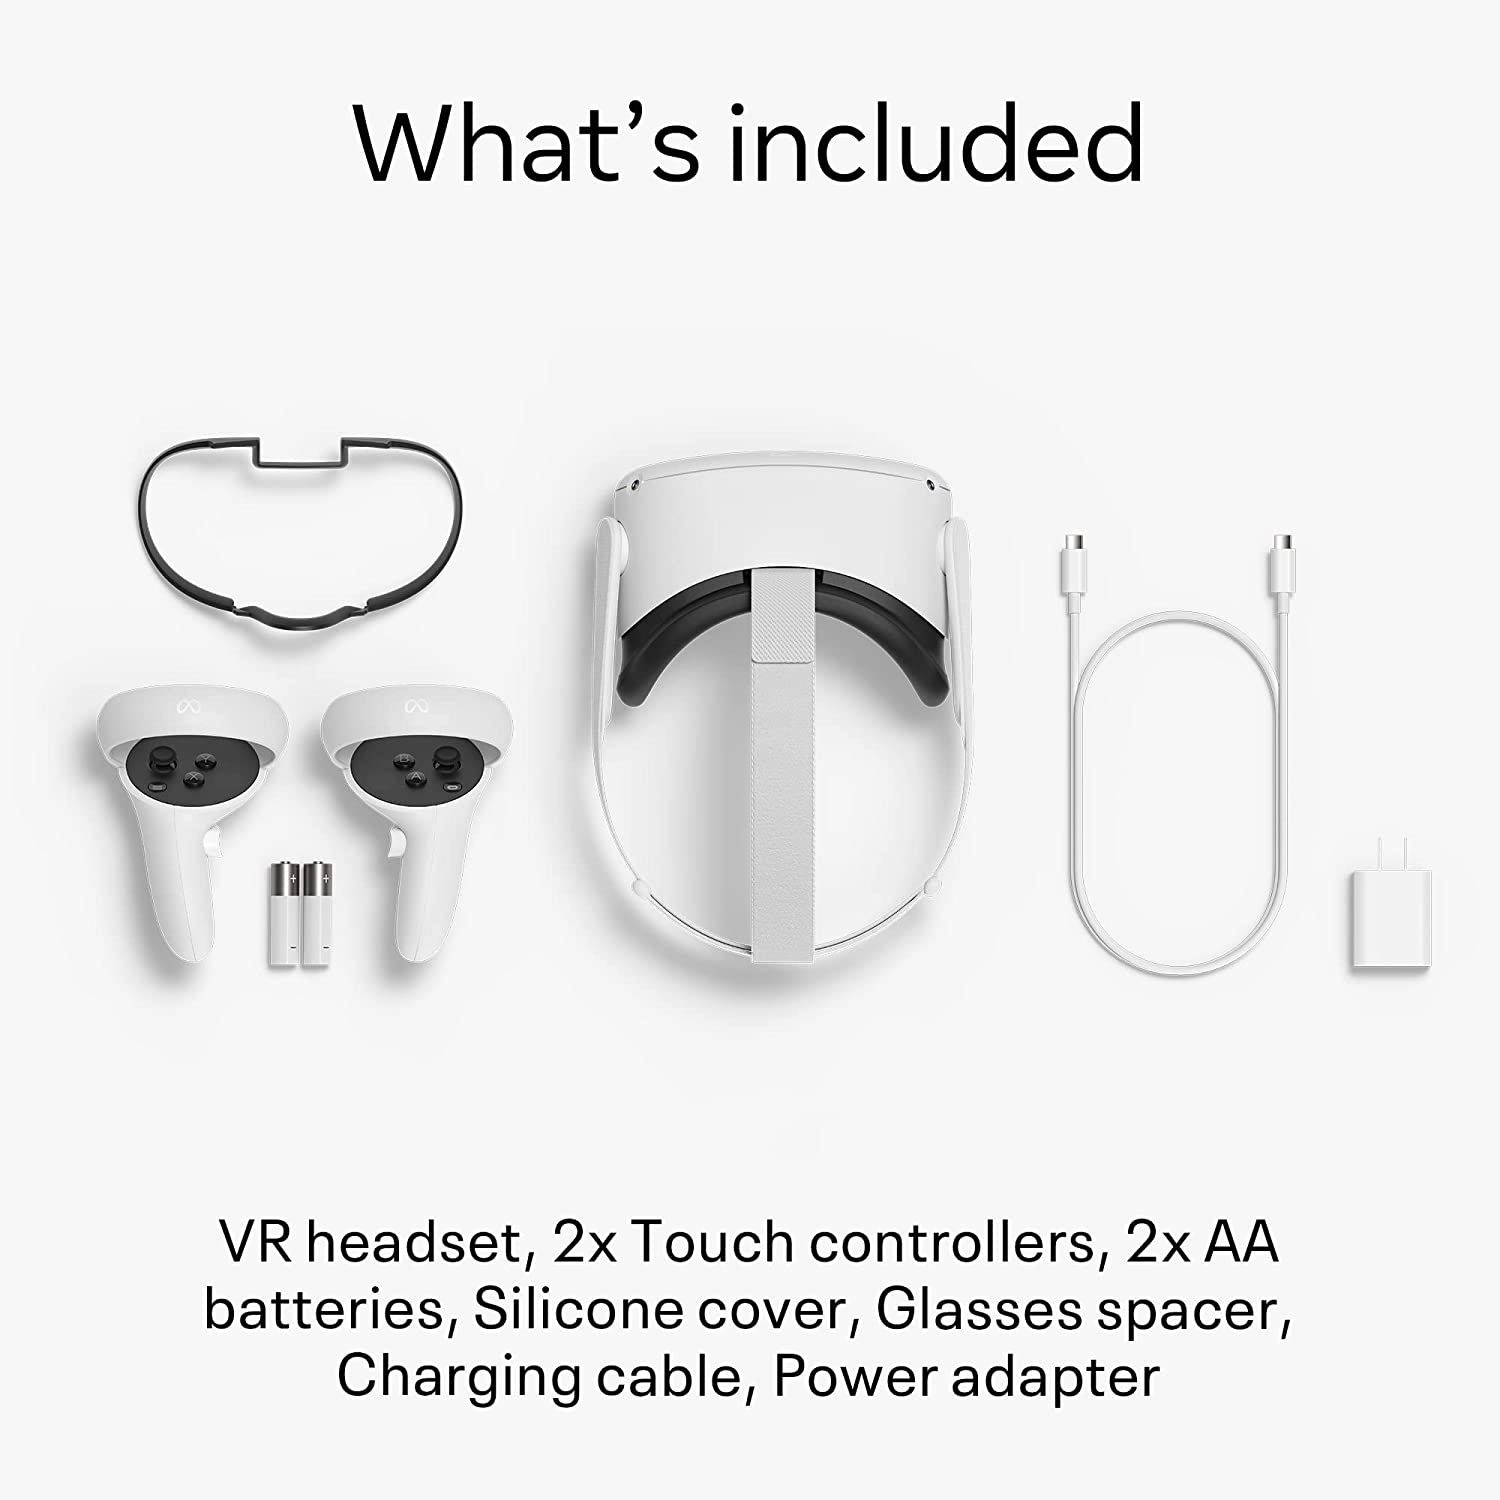 What’s included
Y
X
B
A
+ +
- -
VR headset, 2x Touch controllers, 2x AA
batteries, Silicone cover, Glasses spacer,
Charging cable, Power adapter